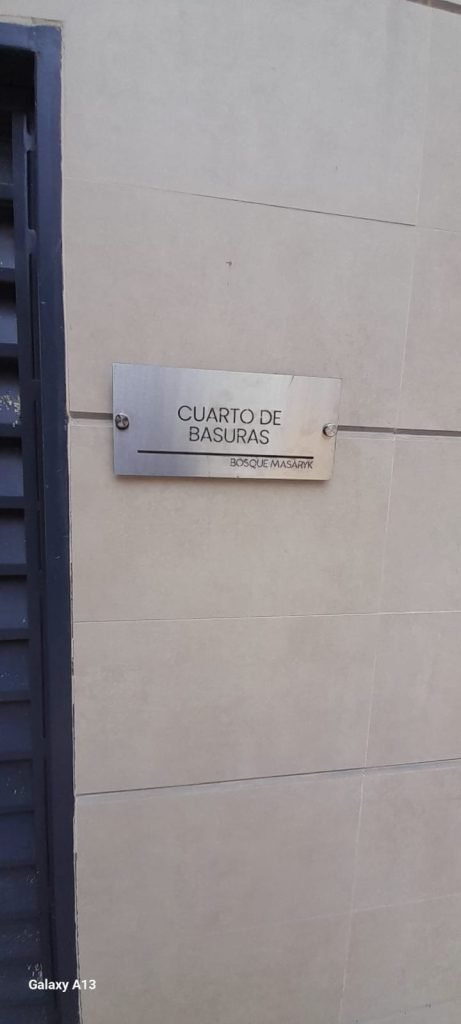 CUARTO DE
BASURAS
BOSQUE MASARYK
Galaxy A13